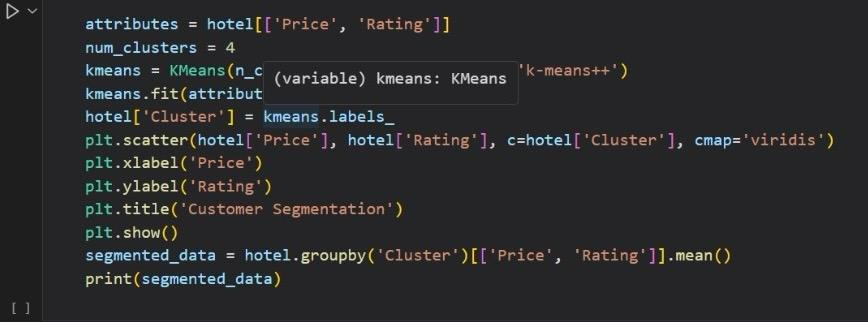 attributes = hotel[['Price', 'Rating']]
num_clusters = 4
kmeans = KMeans(n_c 'k-means++')
(variable) kmeans: KMeans
kmeans.fit(attribut
hotel['Cluster'] = kmeans.labels_
plt.scatter(hotel['Price'], hotel['Rating'], c=hotel['Cluster'], cmap='viridis')
plt.xlabel('Price')
plt.ylabel('Rating')
plt.title('Customer Segmentation')
plt.show()
segmented_data = hotel.groupby('Cluster')[['Price', 'Rating']].mean()
print(segmented_data)
[ ]